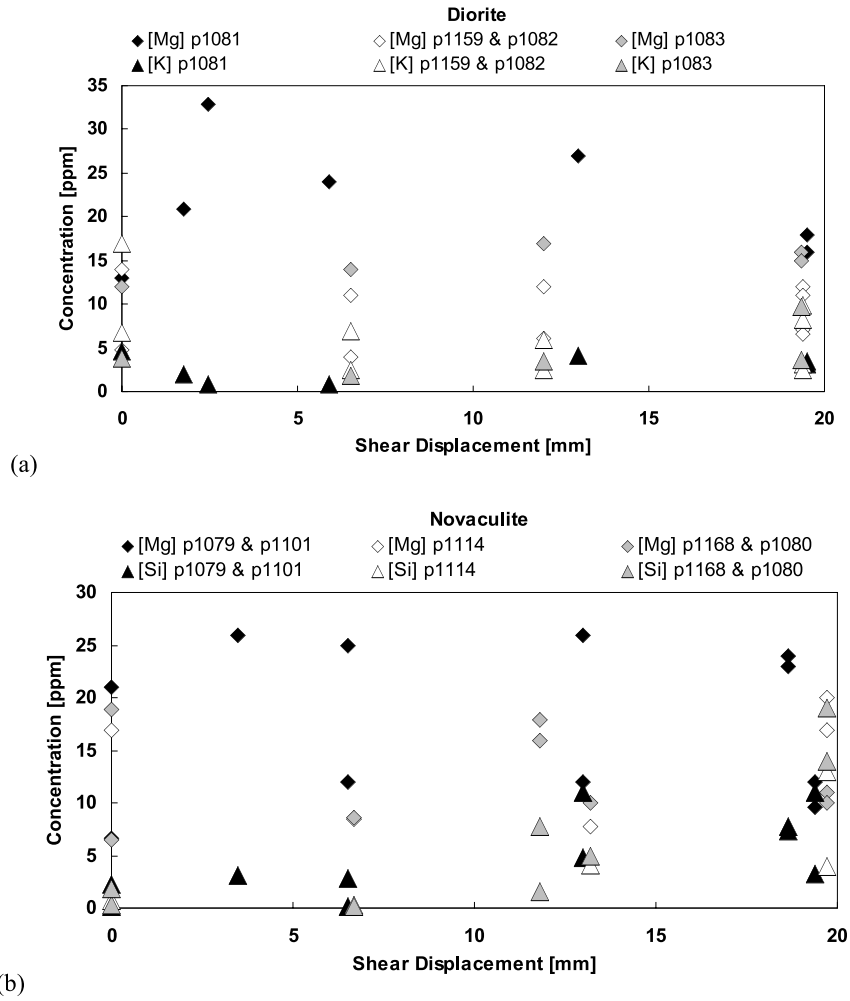 Diorite
[Mg] p1081 [Mg] p1159 & p1082 [Mg] p1083
[K] p1081 [K] p1159 & p1082 [K] p1083
35
30
25
20
15
10
5
0
Concentration [ppm]
0 5 10 15 20
Shear Displacement [mm]
(a)
Novaculite
[Mg] p1079 & p1101 [Mg] p1114 [Mg] p1168 & p1080
[Si] p1079 & p1101 [Si] p1114 [Si] p1168 & p1080
30
25
20
15
10
5
0
Concentration [ppm]
0 5 10 15 20
Shear Displacement [mm]
(b)